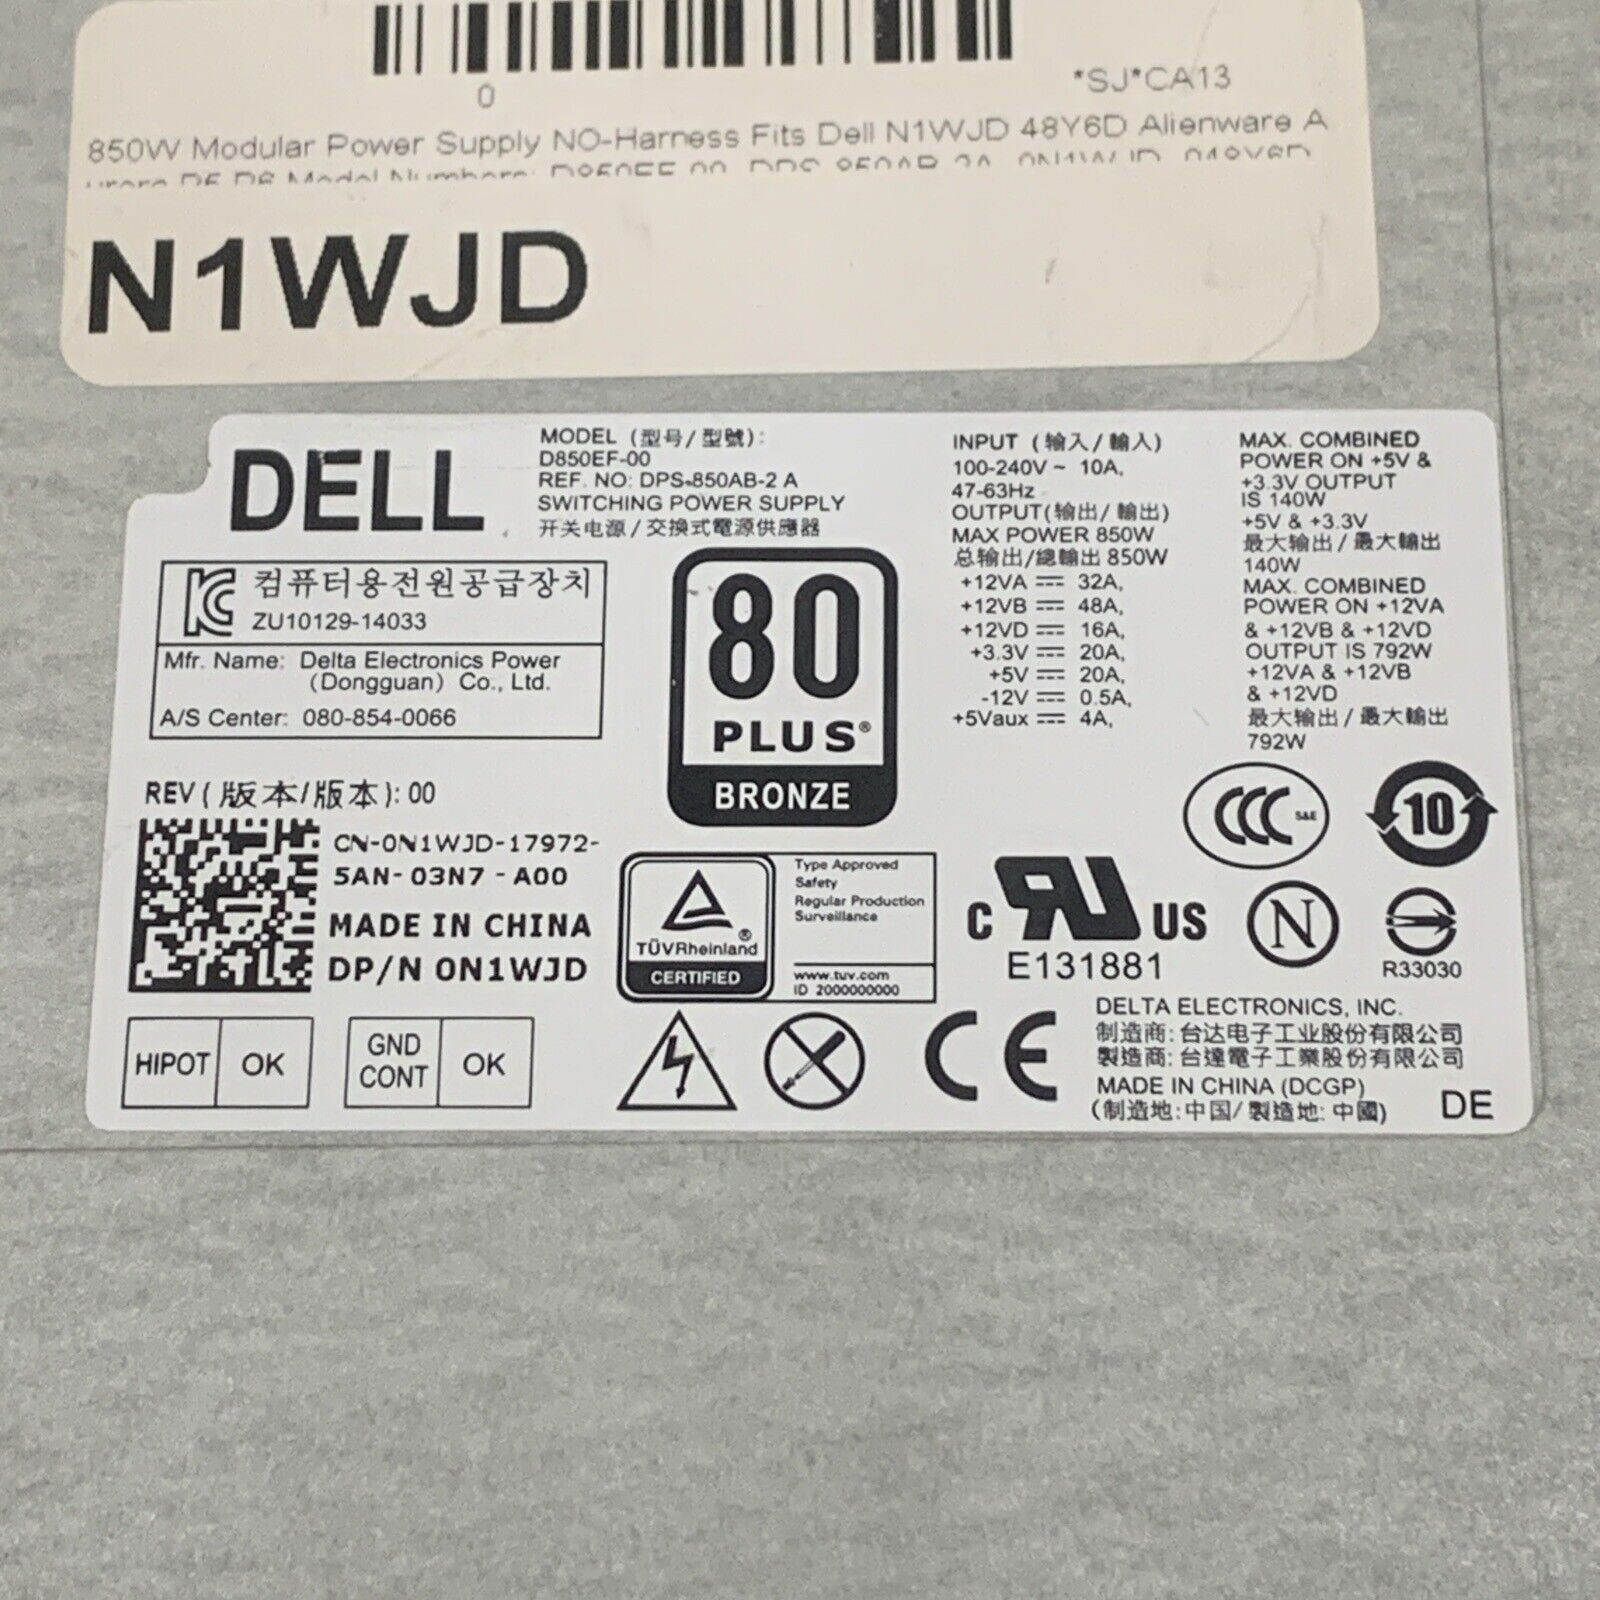 0
*SJ*CA13
850W Modular Power Supply NO-Harness Fits Dell N1WJD 48Y6D Alienware A
N1WJD
DELL
MODEL (型号/型號):
D850EF-00
REF. NO: DPS-850AB-2 A
SWITCHING POWER SUPPLY
开关电源/交換式電源供應器
컴퓨터용전원공급장치
ZU10129-14033
Mfr. Name: Delta Electronics Power
(Dongguan) Co., Ltd.
A/S Center: 080-854-0066
80
PLUS®
BRONZE
INPUT (输入/輸入)
100-240V ~ 10A,
47-63Hz
OUTPUT(输出/輸出)
MAX POWER 850W
总输出/總輸出 850W
+12VA ⎓ 32A,
+12VB ⎓ 48A,
+12VD ⎓ 16A,
+3.3V ⎓ 20A,
+5V ⎓ 20A,
-12V ⎓ 0.5A,
+5Vaux ⎓ 4A,
MAX. COMBINED
POWER ON +5V &
+3.3V OUTPUT
IS 140W
+5V & +3.3V
最大输出/最大輸出
140W
MAX. COMBINED
POWER ON +12VA
& +12VB & +12VD
OUTPUT IS 792W
+12VA & +12VB
& +12VD
最大输出/最大輸出
792W
REV (版本/版本): 00
CN-0N1WJD-17972-
5AN-03N7-A00
MADE IN CHINA
DP/N 0N1WJD
TÜVRheinland®
CERTIFIED
Type Approved
Safety
Regular Production
Surveillance
www.tuv.com
ID 2000000000
CCC S&E
10
C RU US
E131881
N
R33030
HIPOT OK
GND
CONT
OK
CE
DELTA ELECTRONICS, INC.
制造商: 台达电子工业股份有限公司
製造商: 台達電子工業股份有限公司
MADE IN CHINA (DCGP)
(制造地: 中国/製造地: 中國)
DE